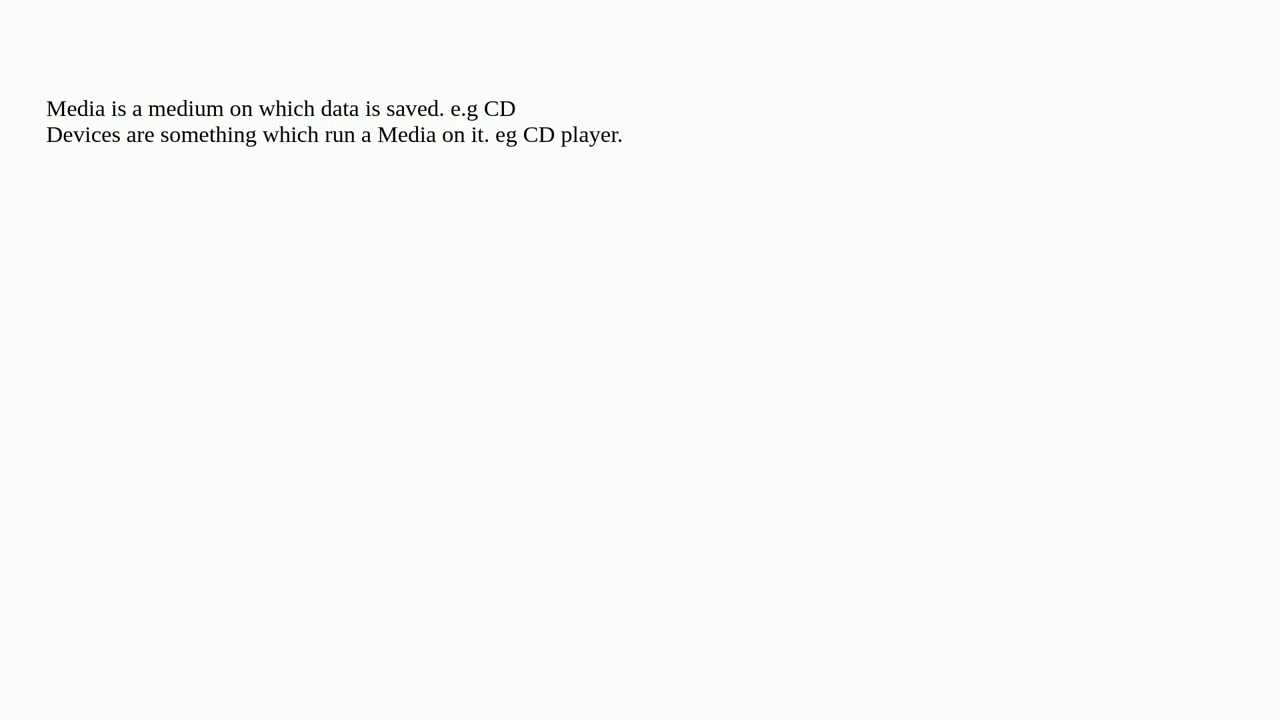 Media is a medium on which data is saved. e.g CD
Devices are something which run a Media on it. eg CD player.